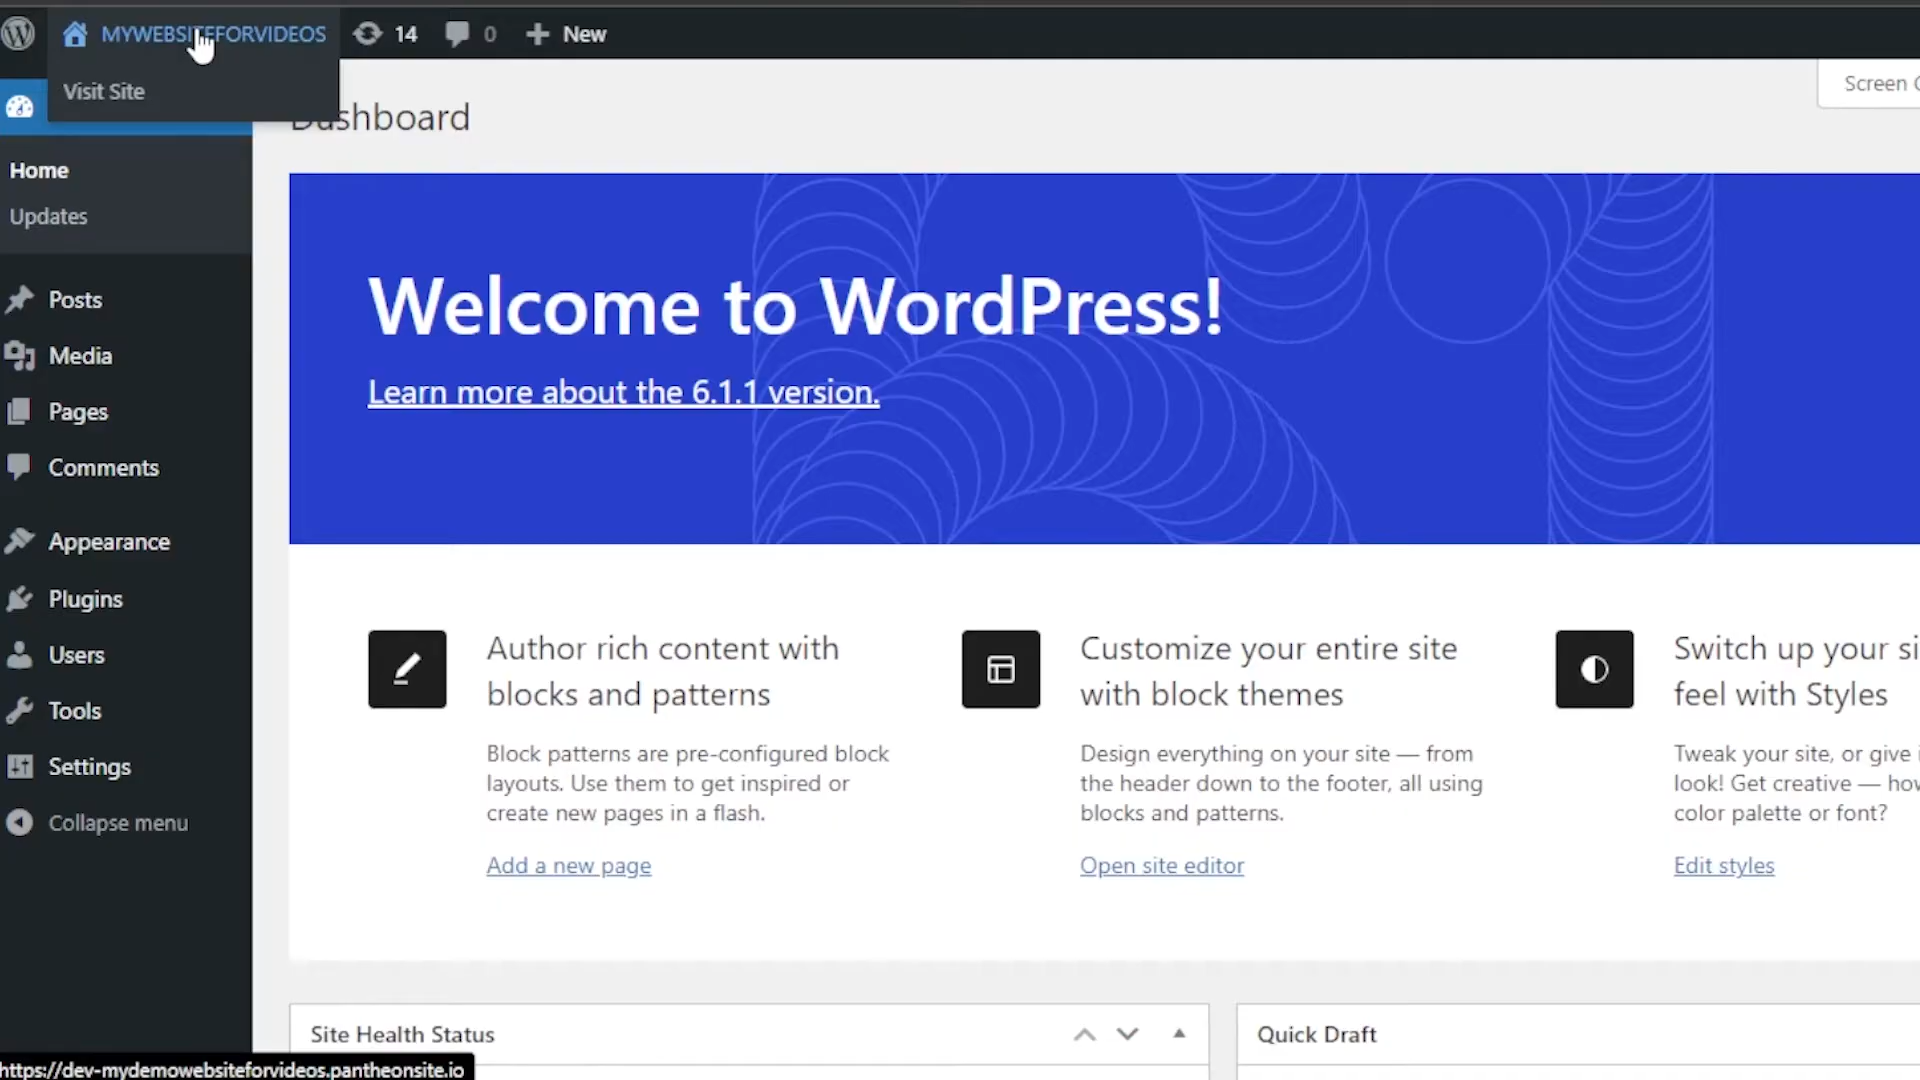 MYWEBSITEFORVIDEOS
14
0
New
Visit Site
Dashboard
Screen
Home
Updates
Posts
Media
Pages
Comments
Appearance
Plugins
Users
Tools
Settings
Collapse menu
Welcome to WordPress!
Learn more about the 6.1.1 version.
Author rich content with
blocks and patterns
Block patterns are pre-configured block
layouts. Use them to get inspired or
create new pages in a flash.
Add a new page
Customize your entire site
with block themes
Design everything on your site — from
the header down to the footer, all using
blocks and patterns.
Open site editor
Switch up your si
feel with Styles
Tweak your site, or give i
look! Get creative — how
color palette or font?
Edit styles
Site Health Status
Quick Draft
https://dev-mydemowebsiteforvideos.pantheonsite.io